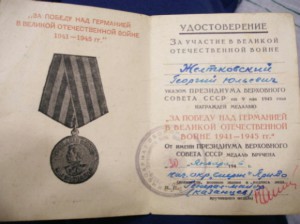 „ЗА ПОБЕДУ НАД ГЕРМАНИЕЙ
В ВЕЛИКОЙ ОТЕЧЕСТВЕННОЙ ВОЙНЕ
1941—1945 гг.“
УДОСТОВЕРЕНИЕ
ЗА УЧАСТИЕ В ВЕЛИКОЙ
ОТЕЧЕСТВЕННОЙ ВОЙНЕ
Желтковский
Георгий Юльевич
УКАЗОМ ПРЕЗИДИУМА ВЕРХОВНОГО
СОВЕТА СССР от 9 мая 1945 года
НАГРАЖДЕН МЕДАЛЬЮ
„ЗА ПОБЕДУ НАД ГЕРМАНИЕЙ
В ВЕЛИКОЙ ОТЕЧЕСТВЕННОЙ
ВОЙНЕ 1941—1945 гг.“
От имени ПРЕЗИДИУМА ВЕРХОВНОГО
СОВЕТА СССР МЕДАЛЬ ВРУЧЕНА